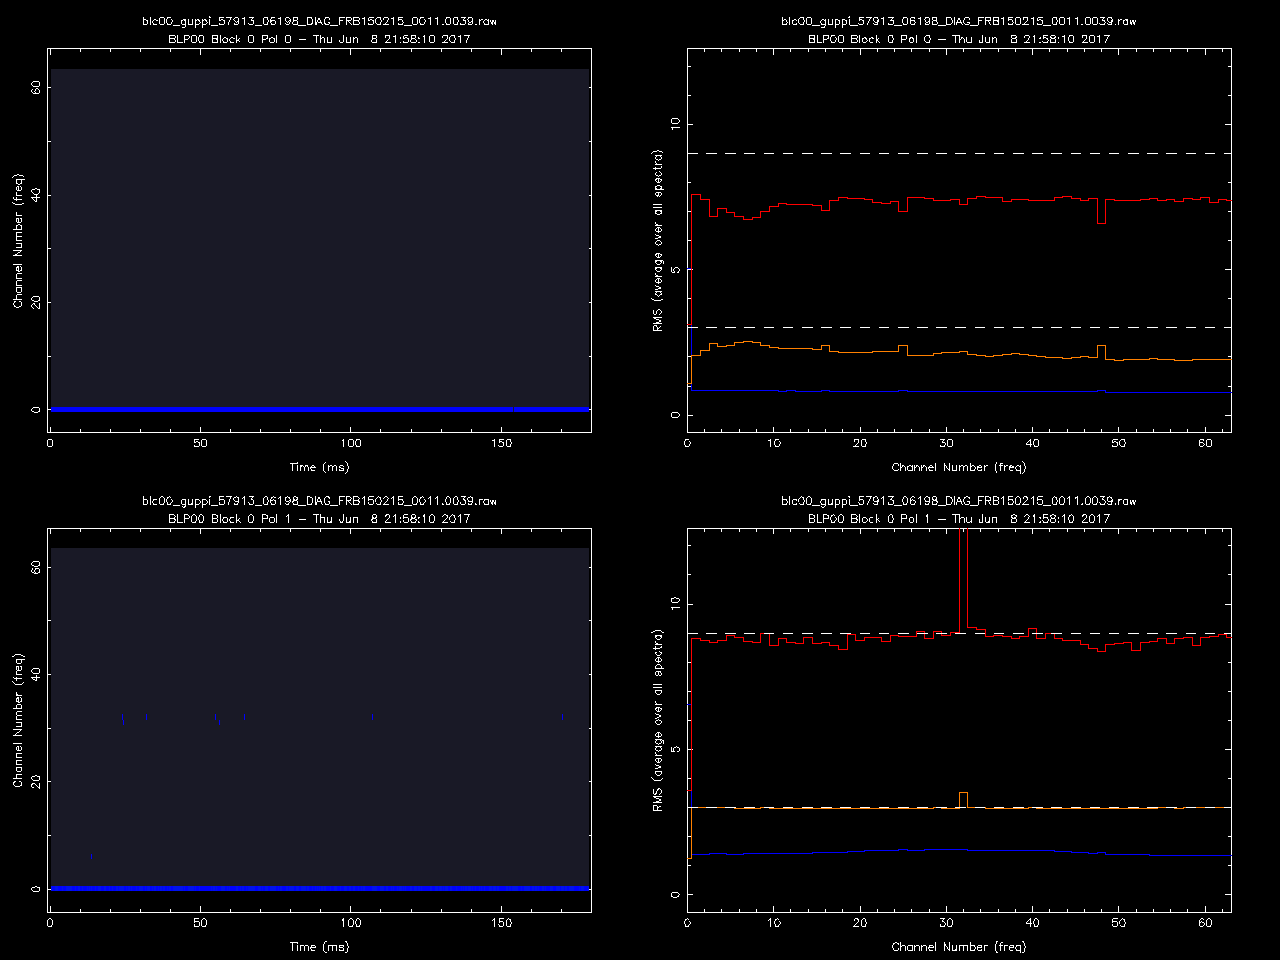 blc00_guppi_57913_06198_DIAG_FRB150215_0011.0039.raw
BLP00 Block 0 Pol 0 – Thu Jun 8 21:58:10 2017
Channel Number (freq)
0 20 40 60
0 50 100 150
Time (ms)
blc00_guppi_57913_06198_DIAG_FRB150215_0011.0039.raw
BLP00 Block 0 Pol 0 – Thu Jun 8 21:58:10 2017
RMS (average over all spectra)
0 5 10
0 10 20 30 40 50 60
Channel Number (freq)
blc00_guppi_57913_06198_DIAG_FRB150215_0011.0039.raw
BLP00 Block 0 Pol 1 – Thu Jun 8 21:58:10 2017
Channel Number (freq)
0 20 40 60
0 50 100 150
Time (ms)
blc00_guppi_57913_06198_DIAG_FRB150215_0011.0039.raw
BLP00 Block 0 Pol 1 – Thu Jun 8 21:58:10 2017
RMS (average over all spectra)
0 5 10
0 10 20 30 40 50 60
Channel Number (freq)